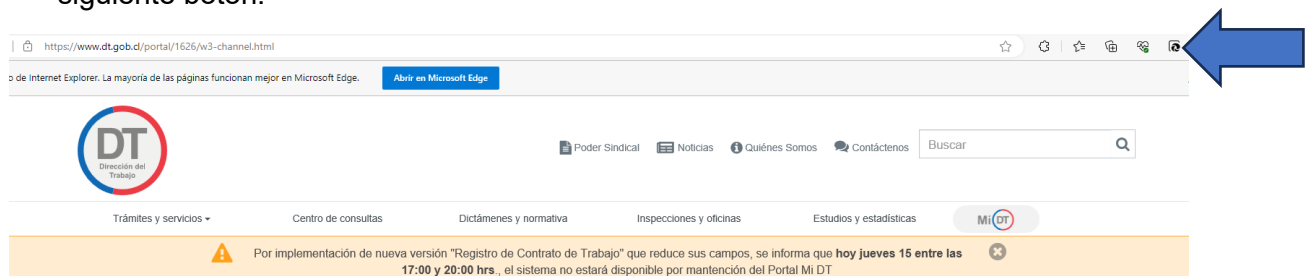 siguiente botón:
https://www.dt.gob.cl/portal/1626/w3-channel.html
o de Internet Explorer. La mayoría de las páginas funcionan mejor en Microsoft Edge. Abrir en Microsoft Edge
DT
Dirección del
Trabajo
Poder Sindical Noticias Quiénes Somos Contáctenos Buscar
Trámites y servicios Centro de consultas Dictámenes y normativa Inspecciones y oficinas Estudios y estadísticas Mi DT
Por implementación de nueva versión "Registro de Contrato de Trabajo" que reduce sus campos, se informa que hoy jueves 15 entre las
17:00 y 20:00 hrs., el sistema no estará disponible por mantención del Portal Mi DT